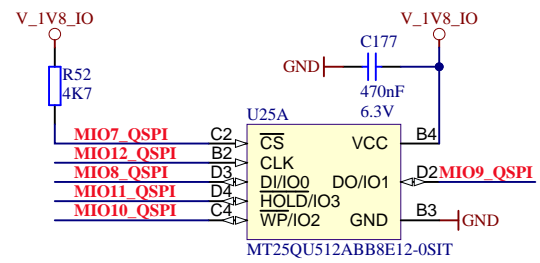 V_1V8_IO
V_1V8_IO
C177
GND
R52
4K7
470nF
6.3V
U25A
MIO7_QSPI C2 CS VCC B4
MIO12_QSPI B2 CLK
MIO8_QSPI D3 DI/IO0 DO/IO1 D2 MIO9_QSPI
MIO11_QSPI D4 HOLD/IO3
MIO10_QSPI C4 WP/IO2 GND B3 GND
MT25QU512ABB8E12-0SIT